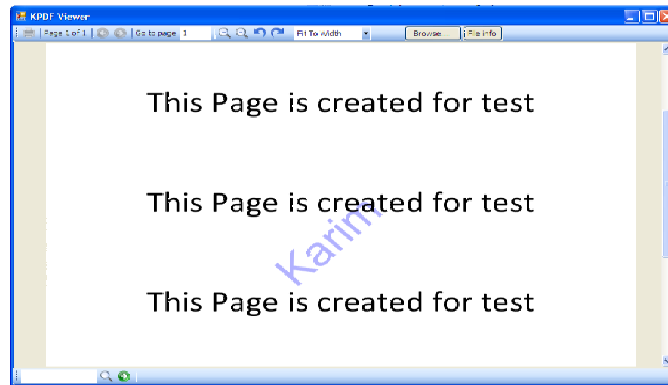 KPDF Viewer
Page 1 of 1 Go to page 1 Fit To Width Browse File info
This Page is created for test
This Page is created for test
Karim
This Page is created for test